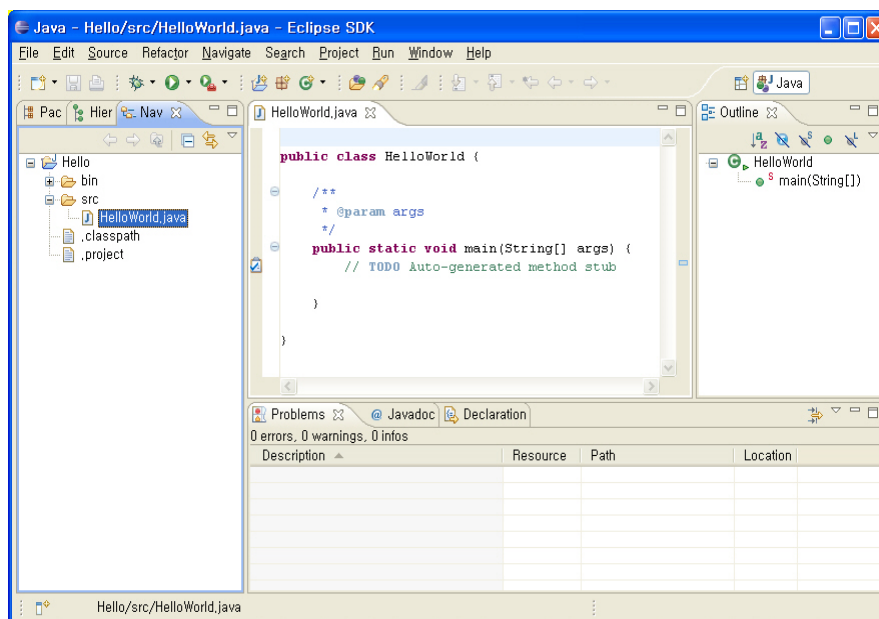 Java - Hello/src/HelloWorld.java - Eclipse SDK
File Edit Source Refactor Navigate Search Project Run Window Help
Java
Pac Hier Nav
Hello
bin
src
HelloWorld.java
.classpath
.project
HelloWorld.java
public class HelloWorld {
/**
* @param args
*/
public static void main(String[] args) {
// TODO Auto-generated method stub
}
}
Outline
HelloWorld
main(String[])
Problems Javadoc Declaration
0 errors, 0 warnings, 0 infos
Description Resource Path Location
Hello/src/HelloWorld.java